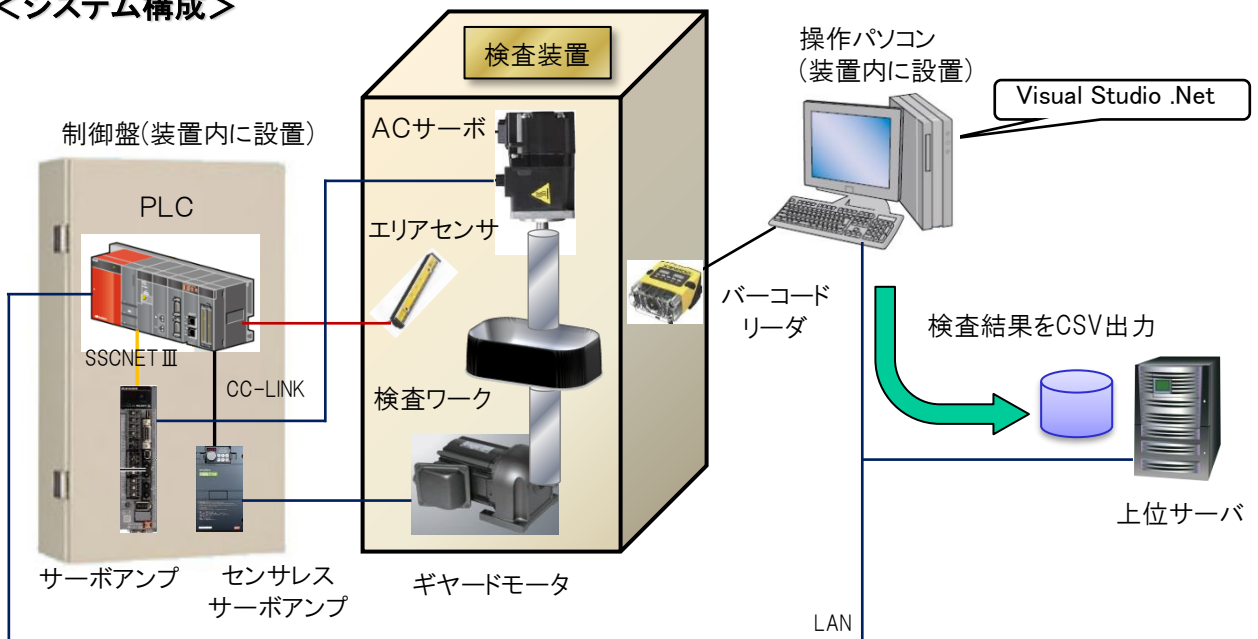 ＜システム構成＞
検査装置
操作パソコン
（装置内に設置）
Visual Studio .Net
制御盤(装置内に設置）
ACサーボ
PLC
エリアセンサ
バーコード
リーダ
検査結果をCSV出力
SSCNETⅢ
CC-LINK
検査ワーク
上位サーバ
サーボアンプ
センサレス
サーボアンプ
ギヤードモータ
LAN